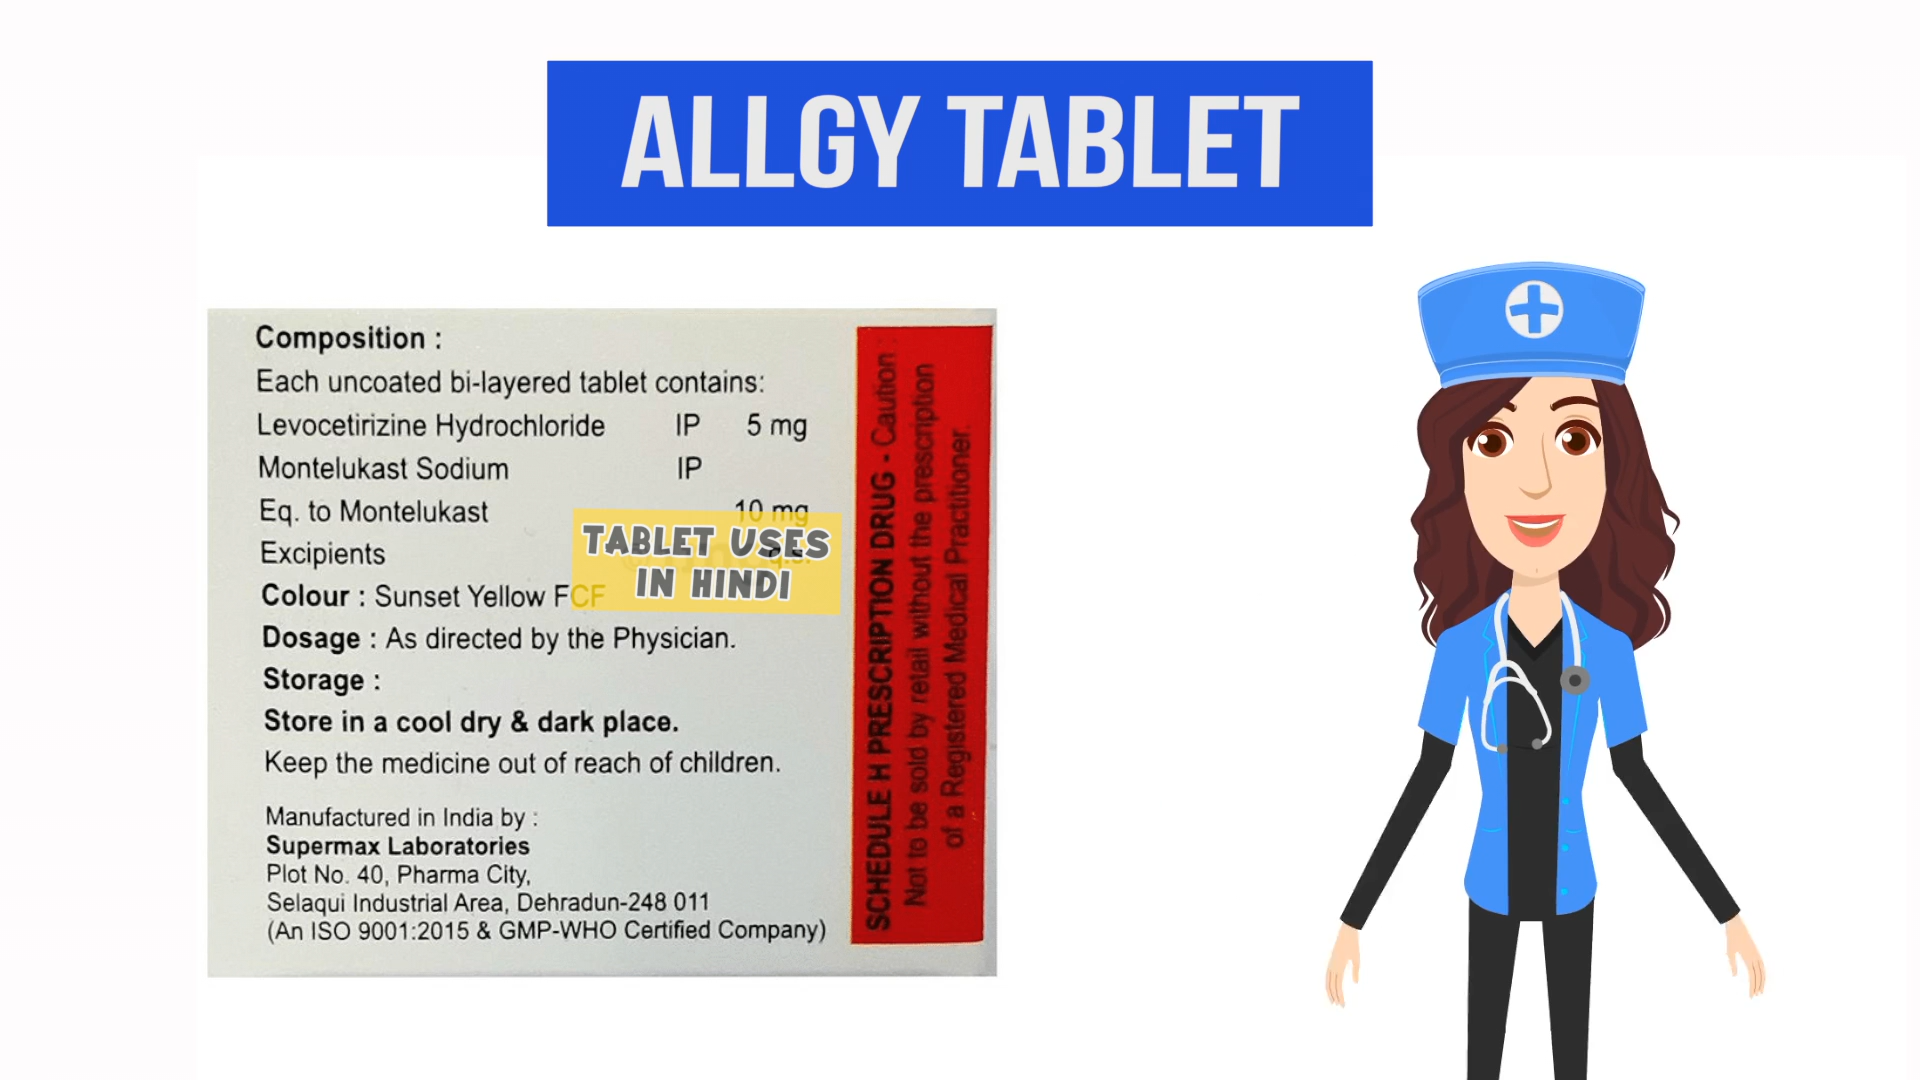 ALLGY TABLET
Composition :
Each uncoated bi-layered tablet contains:
Levocetirizine Hydrochloride IP 5 mg
Montelukast Sodium IP
Eq. to Montelukast 10 mg
Excipients q.s.
Colour : Sunset Yellow FCF
TABLET USES
IN HINDI
Dosage : As directed by the Physician.
Storage :
Store in a cool dry & dark place.
Keep the medicine out of reach of children.
Manufactured in India by :
Supermax Laboratories
Plot No. 40, Pharma City,
Selaqui Industrial Area, Dehradun-248 011
(An ISO 9001:2015 & GMP-WHO Certified Company)
SCHEDULE H PRESCRIPTION DRUG - Caution :
Not to be sold by retail without the prescription
of a Registered Medical Practitioner.